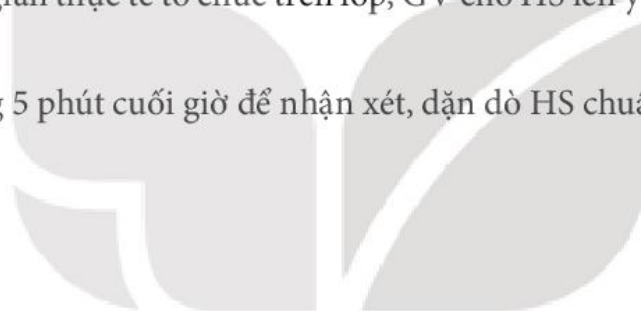 gian thực tế tổ chức trên lớp, GV cho HS lên ý
5 phút cuối giờ để nhận xét, dặn dò HS